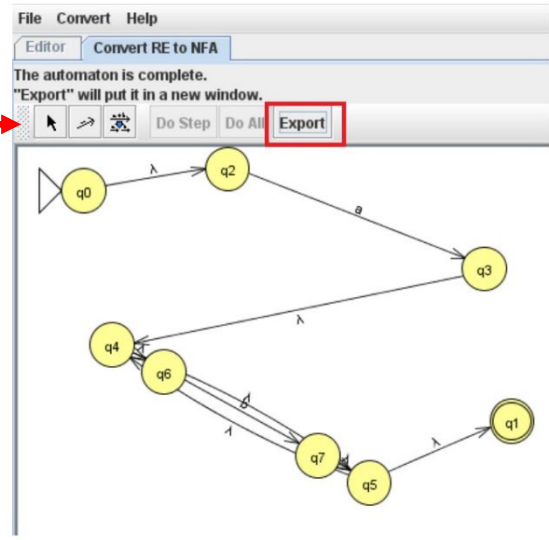 File Convert Help
Editor Convert RE to NFA
The automaton is complete.
"Export" will put it in a new window.
Do Step Do All Export
λ
q0
q2
a
q3
λ
q4
q6
λ
b
λ
q7
q5
λ
q1